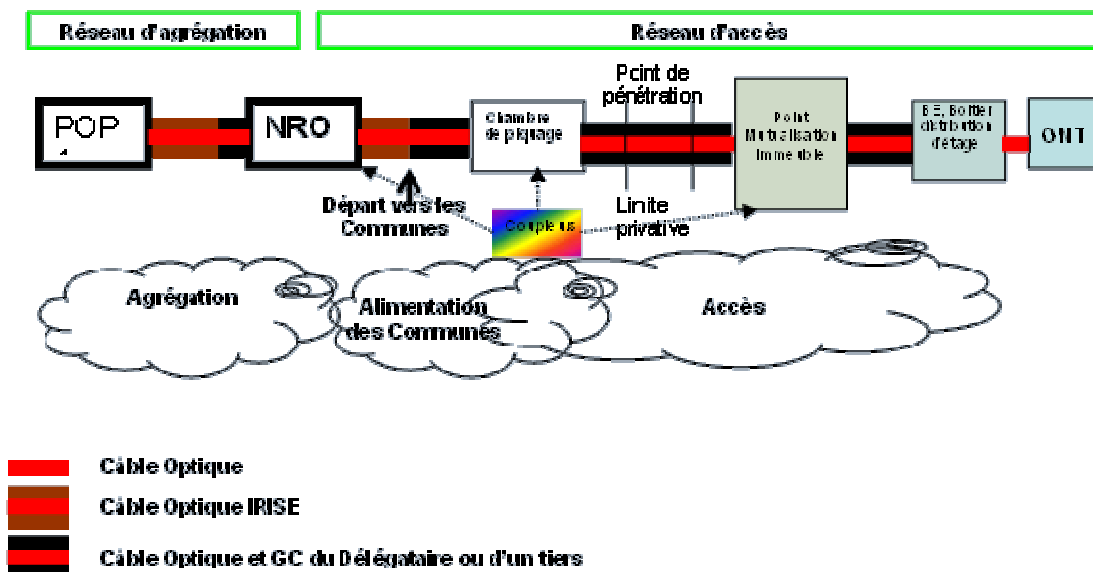 Réseau d'agrégation
Réseau d'accès
POP
NRO
Chambre
de piquage
Point de
pénétration
Point
Mutualisation
Immeuble
B.E. Boîtier
distribution
d'étage
ONT
Départ vers les
Communes
Coupleus
Limite
privative
Agrégation
Alimentation
des Communes
Accès
Câble Optique
Câble Optique IRISE
Câble Optique et GC du Délégataire ou d'un tiers